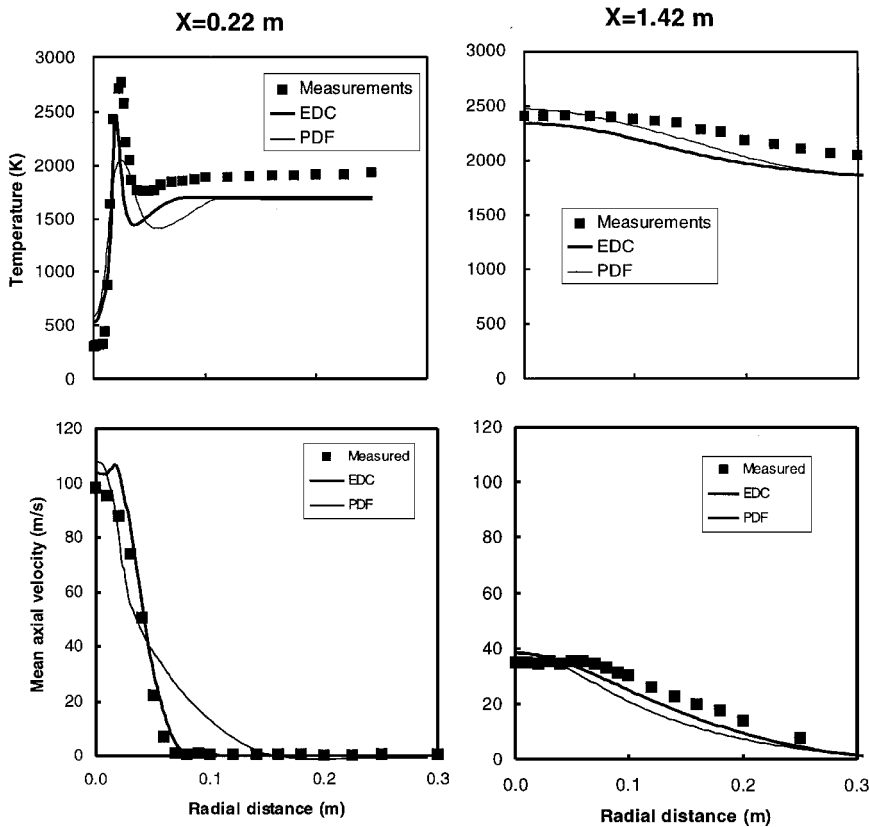 X=0.22 m
X=1.42 m
Temperature (K)
3000
2500
2000
1500
1000
500
0
Measurements
EDC
PDF
3000
2500
2000
1500
1000
500
0
Measurements
EDC
PDF
Mean axial velocity (m/s)
120
100
80
60
40
20
0
Measured
EDC
PDF
0.0 0.1 0.2 0.3
Radial distance (m)
120
100
80
60
40
20
0
Measured
EDC
PDF
0.0 0.1 0.2 0.3
Radial distance (m)